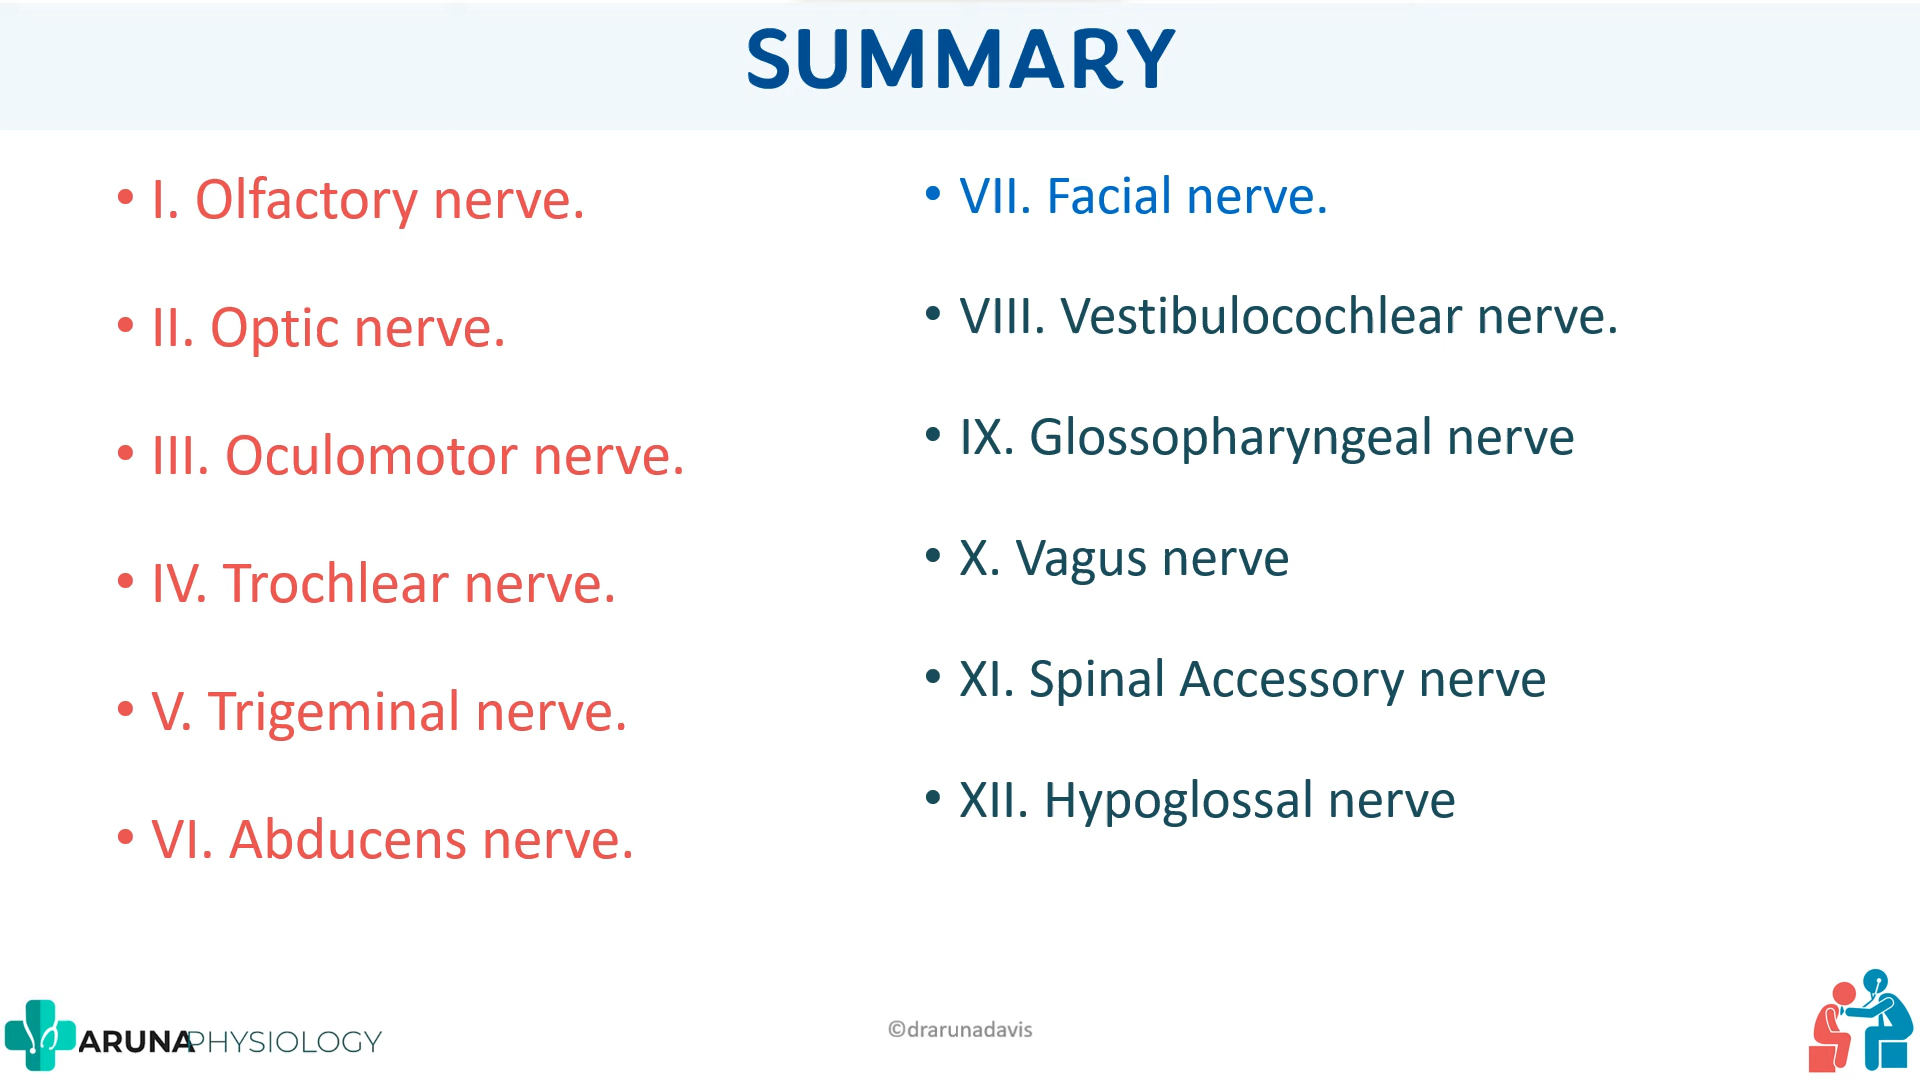 SUMMARY
• I. Olfactory nerve.
• II. Optic nerve.
• III. Oculomotor nerve.
• IV. Trochlear nerve.
• V. Trigeminal nerve.
• VI. Abducens nerve.
• VII. Facial nerve.
• VIII. Vestibulocochlear nerve.
• IX. Glossopharyngeal nerve
• X. Vagus nerve
• XI. Spinal Accessory nerve
• XII. Hypoglossal nerve
ARUNAPHYSIOLOGY
©drarunadavis